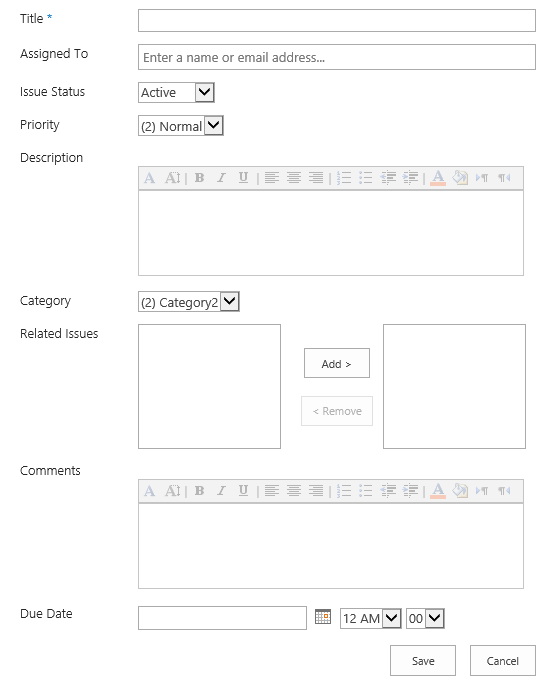 Title *
Assigned To Enter a name or email address...
Issue Status Active
Priority (2) Normal
Description
A A B I U A
Category (2) Category2
Related Issues
Add >
< Remove
Comments
A A B I U A
Due Date 12 AM 00
Save Cancel